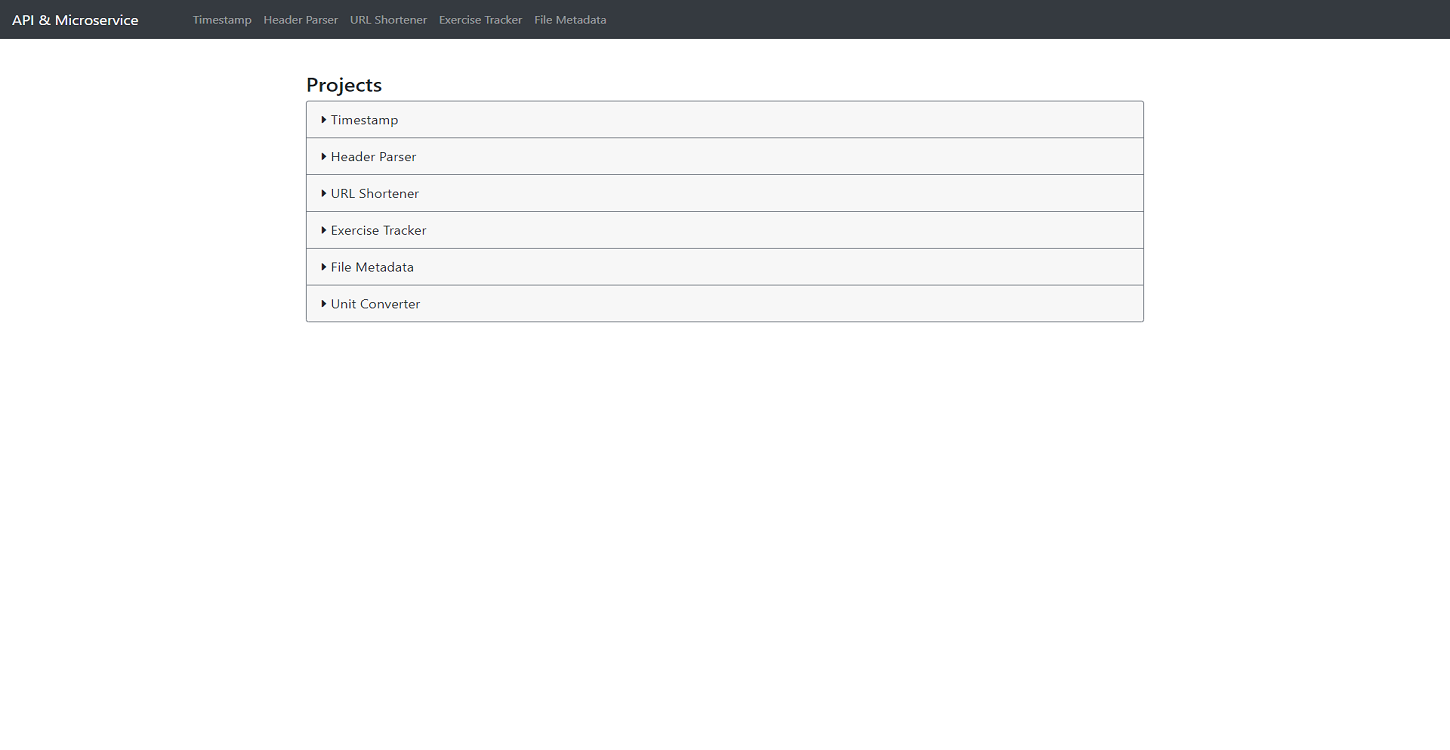 API & Microservice Timestamp Header Parser URL Shortener Exercise Tracker File Metadata
Projects
Timestamp
Header Parser
URL Shortener
Exercise Tracker
File Metadata
Unit Converter